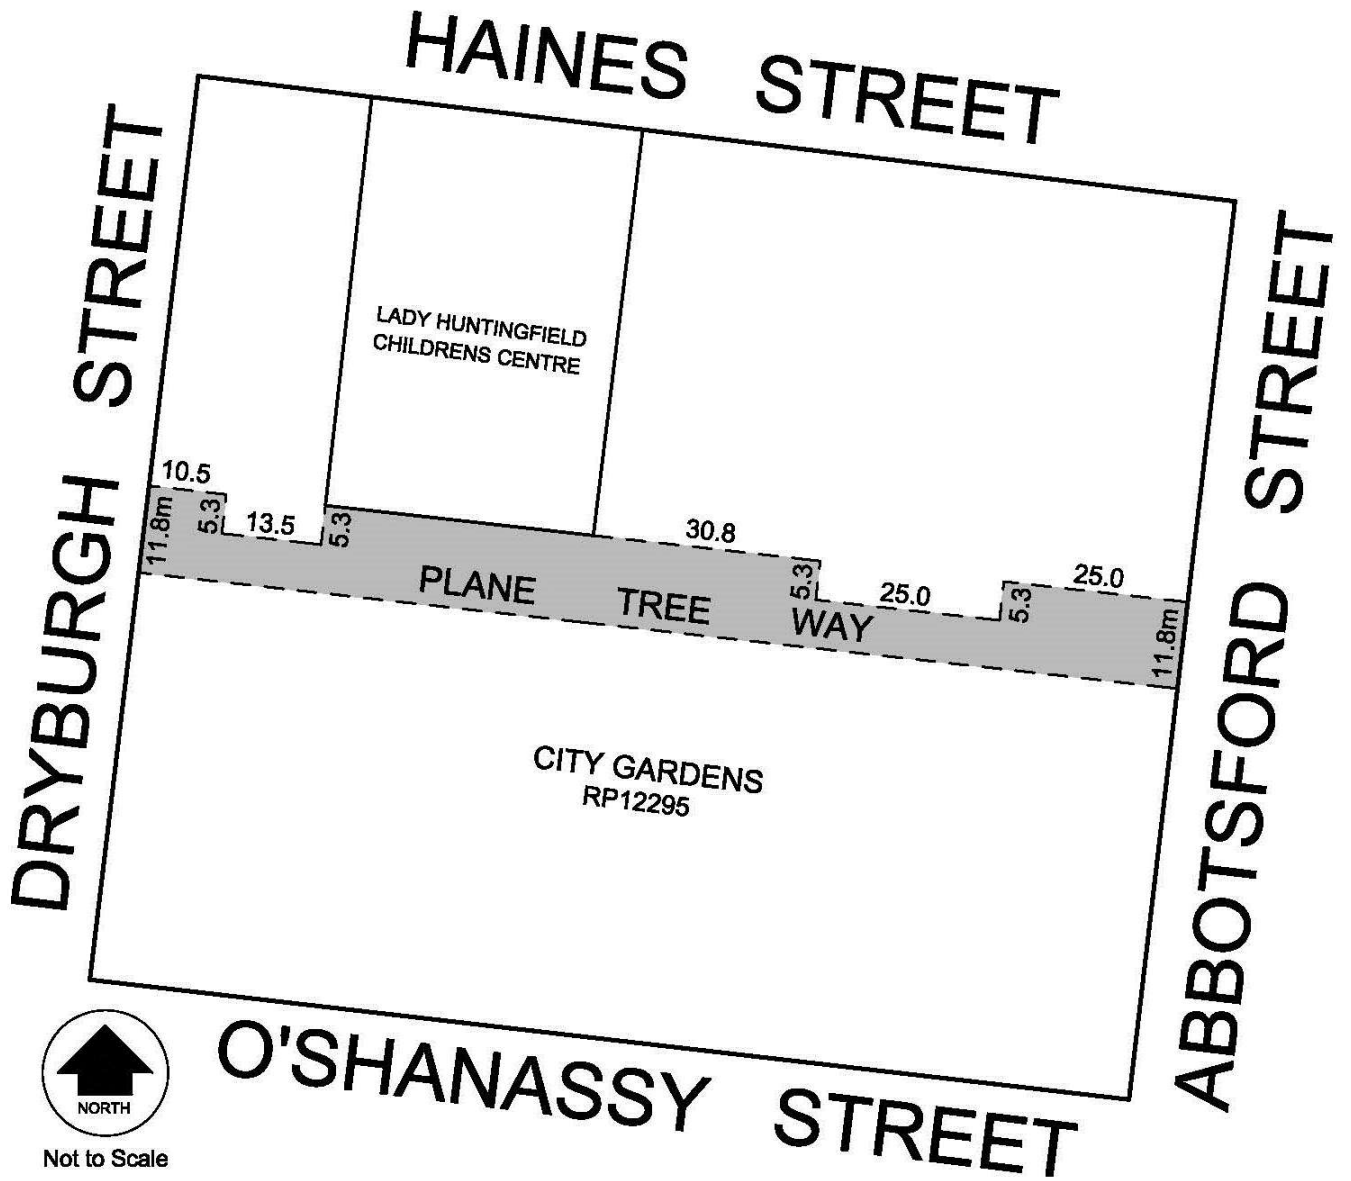 HAINES STREET
DRYBURGH STREET
ABBOTSFORD STREET
LADY HUNTINGFIELD
CHILDRENS CENTRE
10.5
11.8m
5.3
13.5
5.3
30.8
5.3
25.0
5.3
25.0
11.8m
PLANE TREE WAY
CITY GARDENS
RP12295
O'SHANASSY STREET
NORTH
Not to Scale